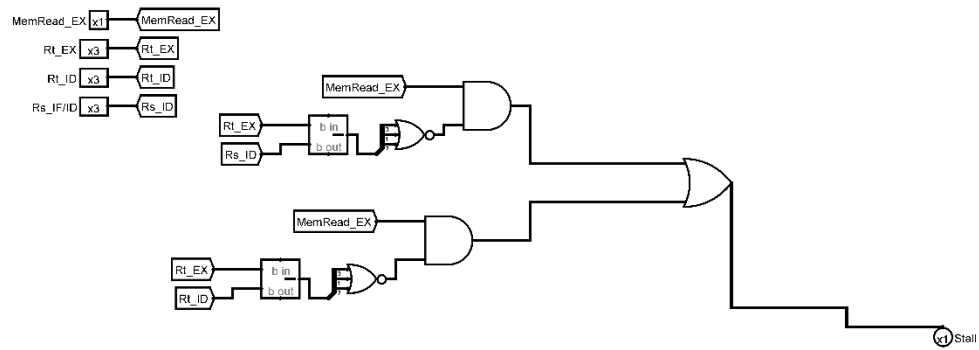 MemRead_EX x1 MemRead_EX
Rt_EX x3 Rt_EX
Rt_ID x3 Rt_ID
Rs_IF/ID x3 Rs_ID
MemRead_EX
Rt_EX
b in
Rs_ID
b out
MemRead_EX
Rt_EX
b in
Rt_ID
b out
x1 Stall